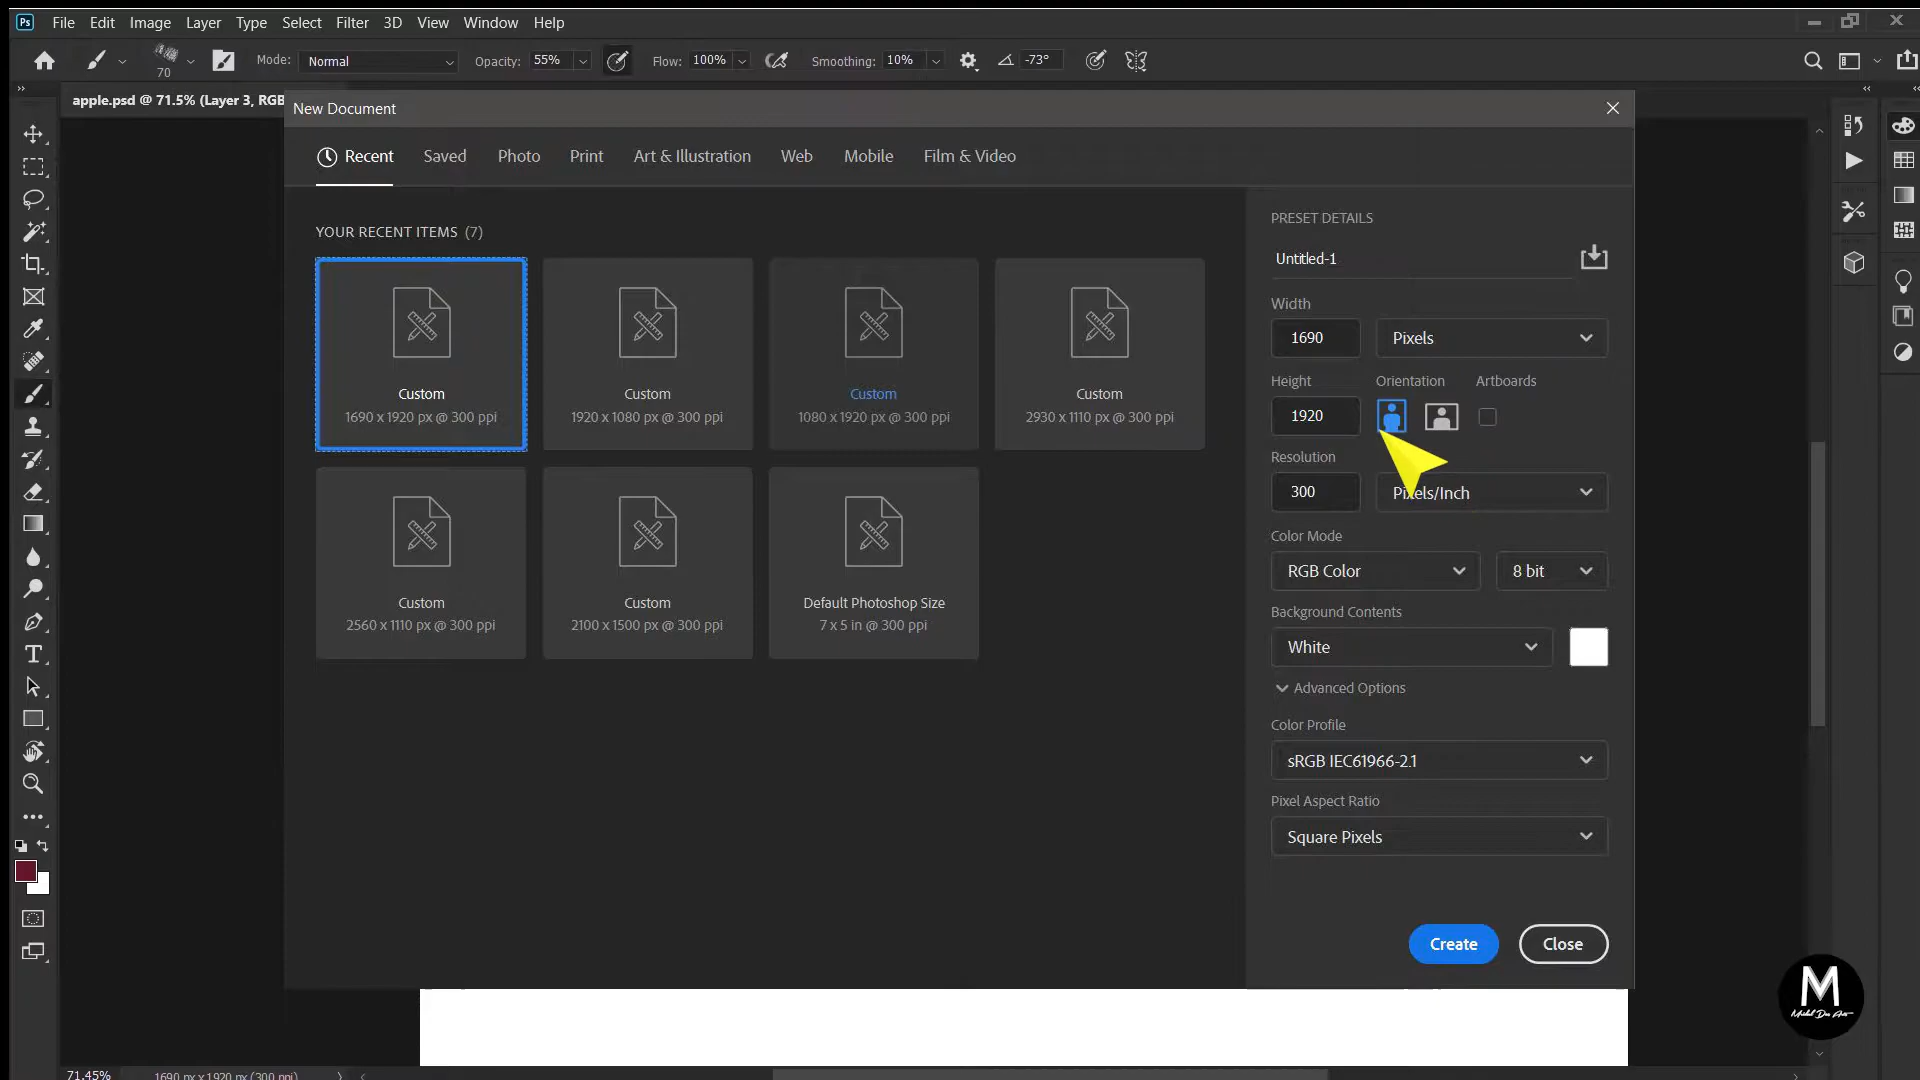 Ps File Edit Image Layer Type Select Filter 3D View Window Help
70 Mode: Normal Opacity: 55% Flow: 100% Smoothing: 10% -73°
apple.psd @ 71.5% (Layer 3, RGB
New Document
Recent Saved Photo Print Art & Illustration Web Mobile Film & Video
YOUR RECENT ITEMS (7)
Custom
1690 x 1920 px @ 300 ppi
Custom
1920 x 1080 px @ 300 ppi
Custom
1080 x 1920 px @ 300 ppi
Custom
2930 x 1110 px @ 300 ppi
Custom
2560 x 1110 px @ 300 ppi
Custom
2100 x 1500 px @ 300 ppi
Default Photoshop Size
7 x 5 in @ 300 ppi
PRESET DETAILS
Untitled-1
Width
1690 Pixels
Height Orientation Artboards
1920
Resolution
300 Pixels/Inch
Color Mode
RGB Color 8 bit
Background Contents
White
Advanced Options
Color Profile
sRGB IEC61966-2.1
Pixel Aspect Ratio
Square Pixels
Create Close
M
71.45% 1690 px x 1920 px (300 ppi)